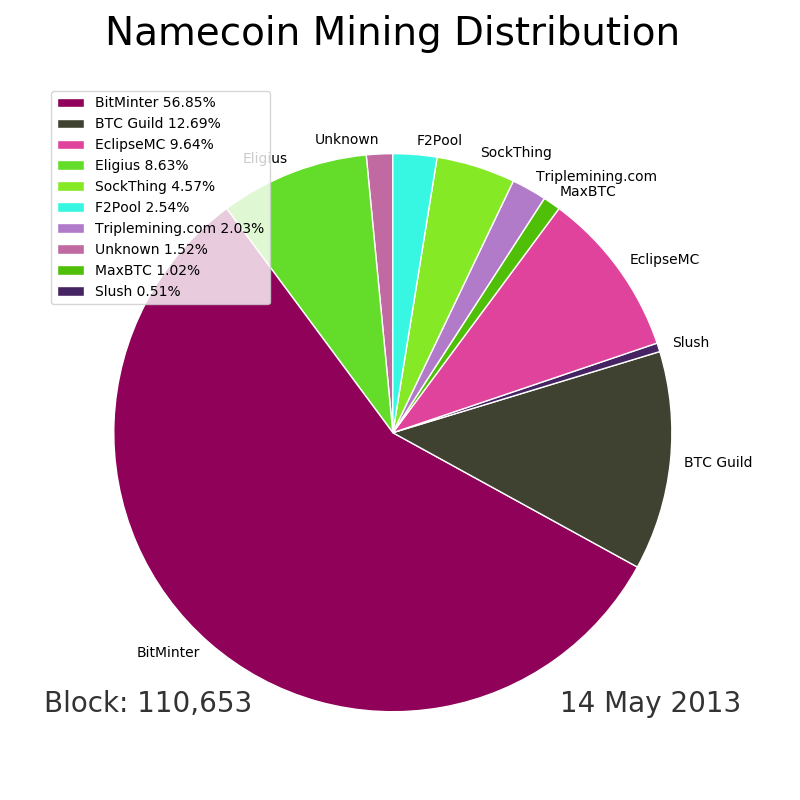 Namecoin Mining Distribution
BitMinter 56.85%
BTC Guild 12.69%
EclipseMC 9.64%
Eligius 8.63%
SockThing 4.57%
F2Pool 2.54%
Triplemining.com 2.03%
Unknown 1.52%
MaxBTC 1.02%
Slush 0.51%
Eligius
Unknown
F2Pool
SockThing
Triplemining.com
MaxBTC
EclipseMC
Slush
BTC Guild
BitMinter
Block: 110,653
14 May 2013